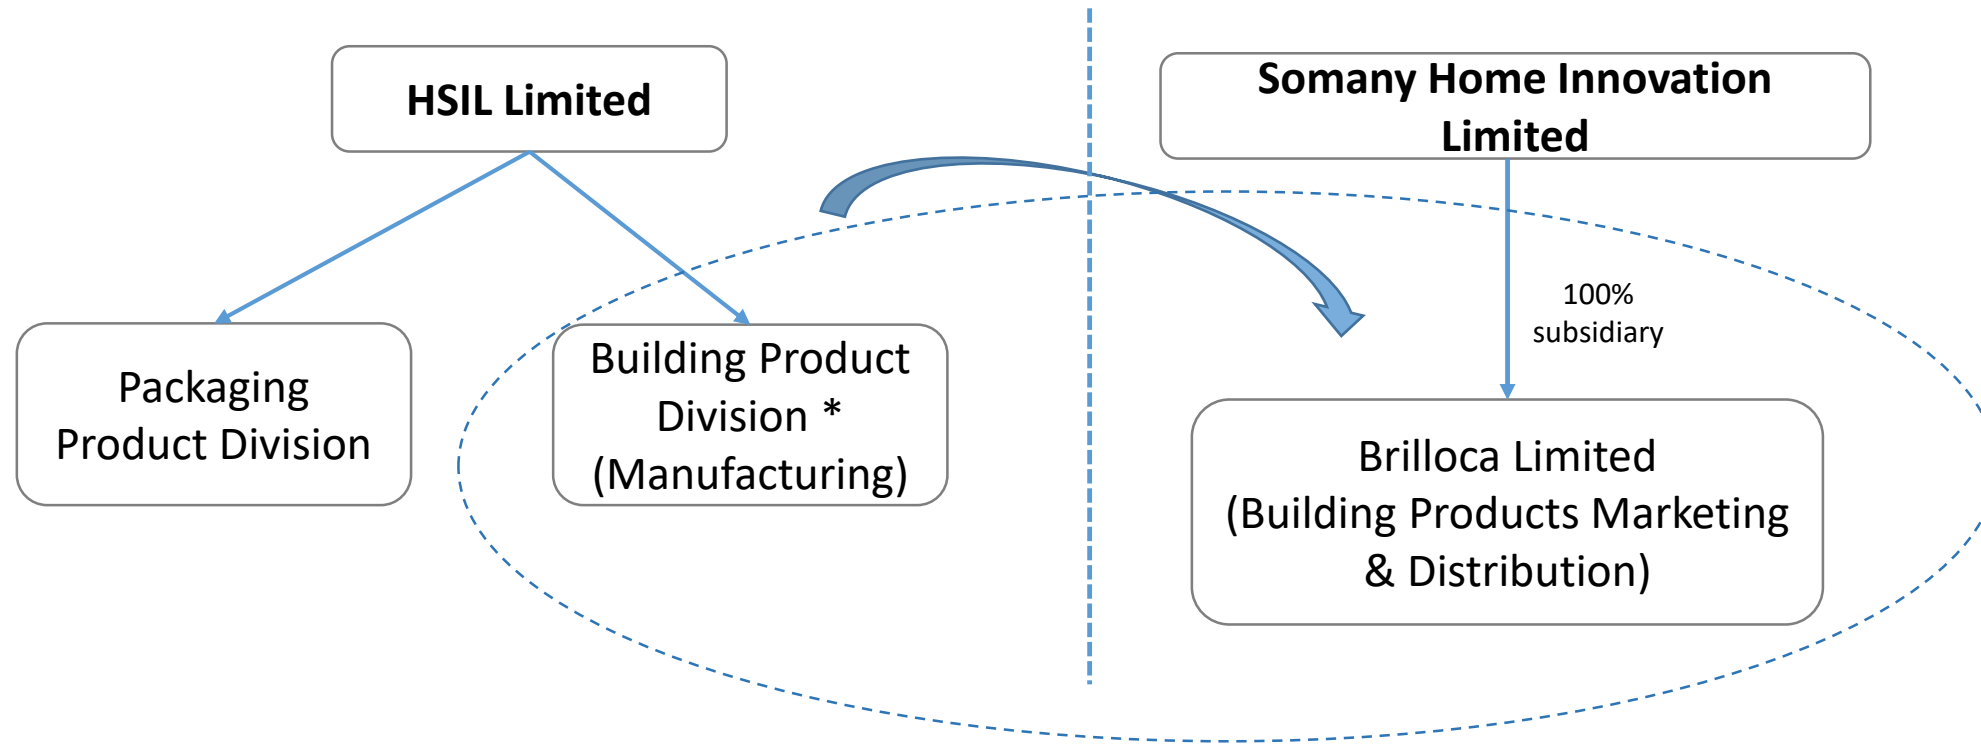 HSIL Limited
Somany Home Innovation
Limited
100%
subsidiary
Packaging
Product Division
Building Product
Division *
(Manufacturing)
Brilloca Limited
(Building Products Marketing
& Distribution)